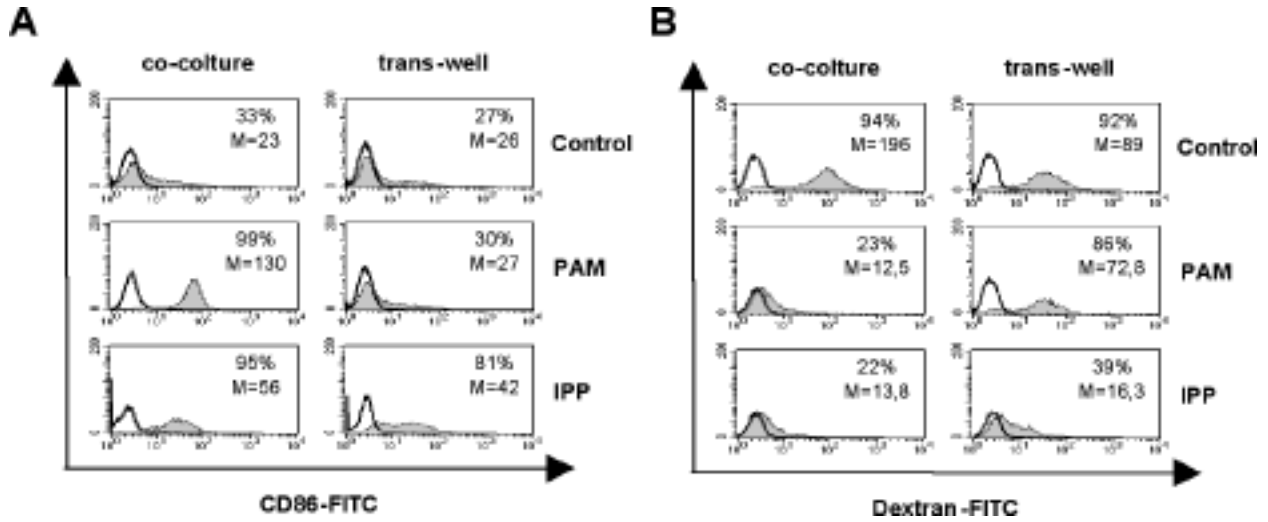 A
co-colture
trans-well
33%
M=23
27%
M=26
Control
99%
M=130
30%
M=27
PAM
95%
M=56
81%
M=42
IPP
CD86-FITC
B
co-colture
trans-well
94%
M=196
92%
M=89
Control
23%
M=12,5
86%
M=72,8
PAM
22%
M=13,8
39%
M=16,3
IPP
Dextran-FITC